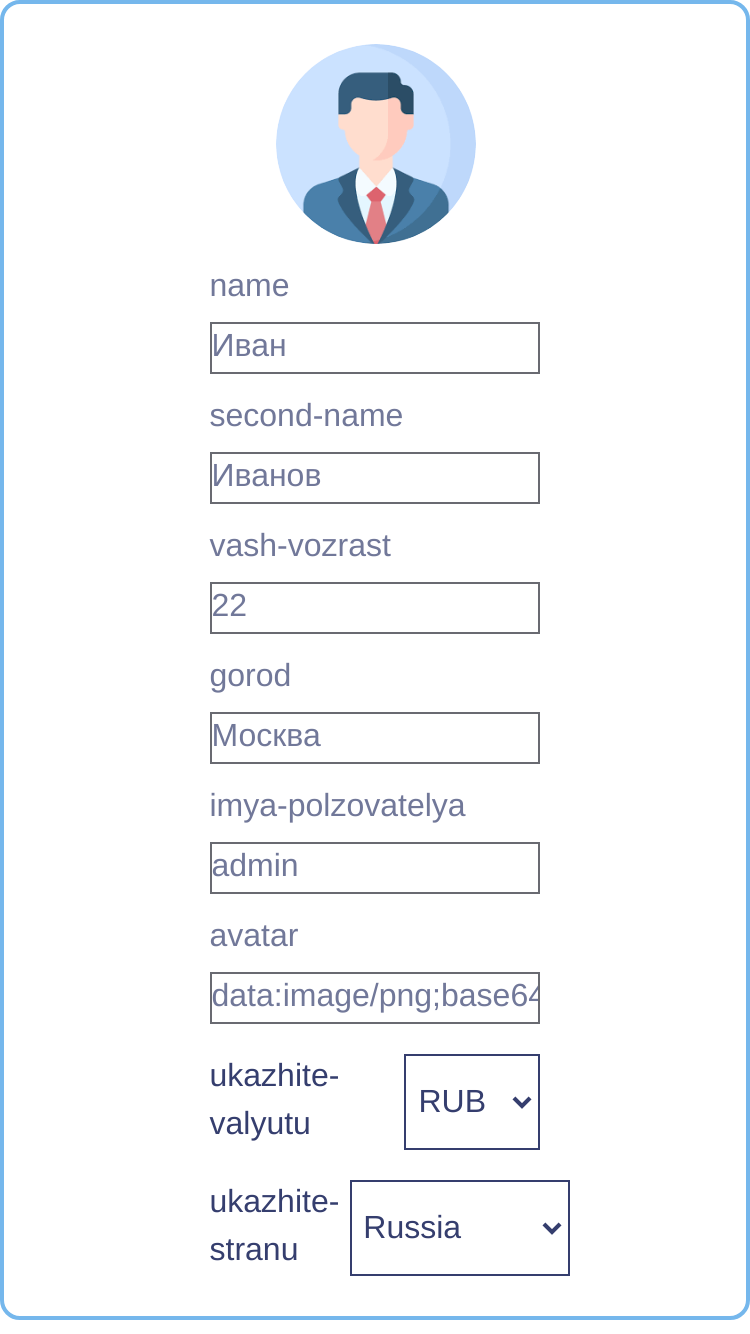 name
Иван
second-name
Иванов
vash-vozrast
22
gorod
Москва
imya-polzovatelya
admin
avatar
data:image/png;base64
ukazhite-
valyutu
RUB
ukazhite-
stranu
Russia